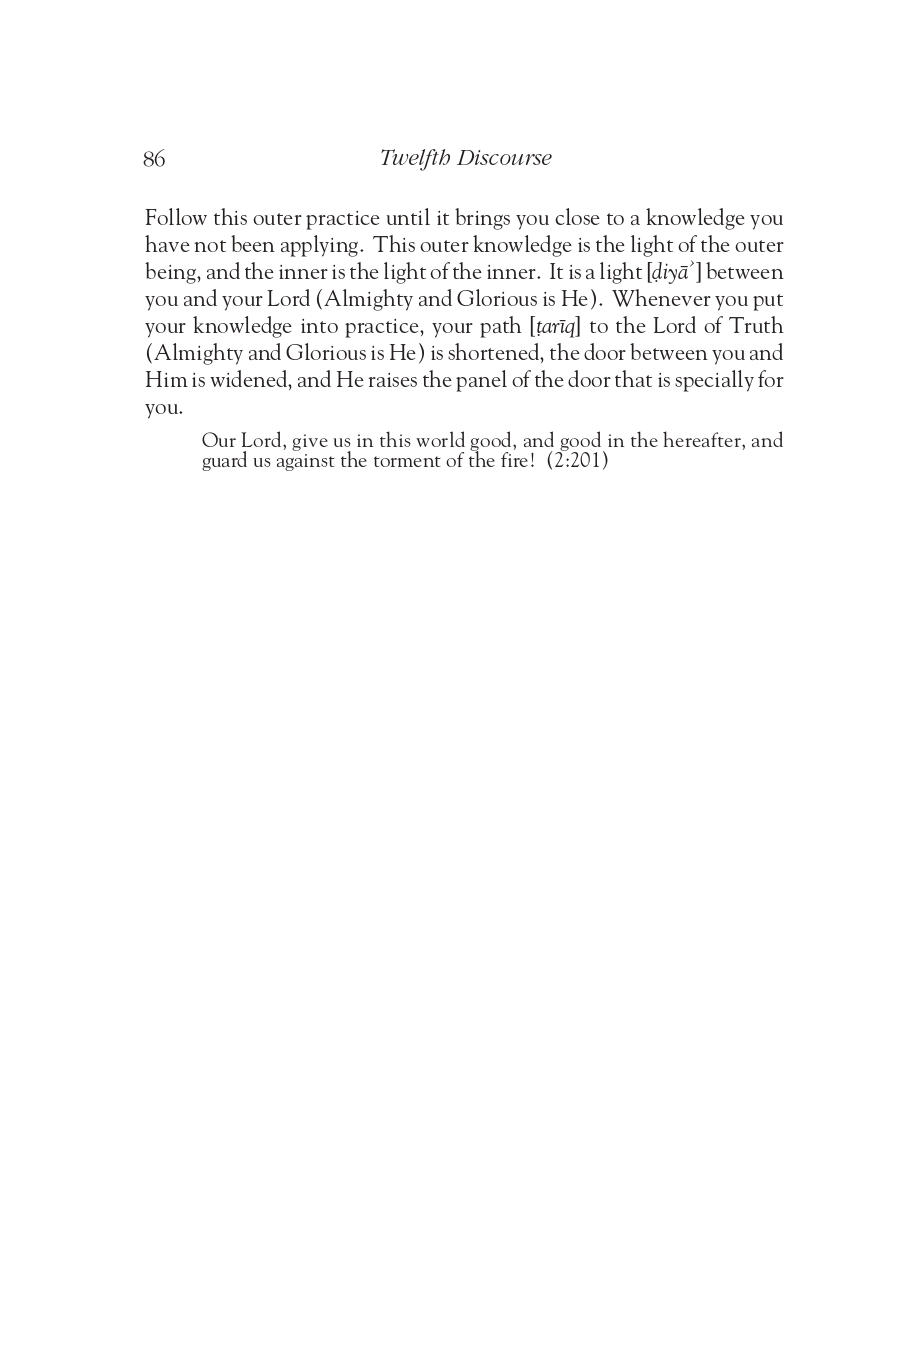 86 Twelfth Discourse
Follow this outer practice until it brings you close to a knowledge you
have not been applying. This outer knowledge is the light of the outer
being, and the inner is the light of the inner. It is a light [ḍiyāʾ] between
you and your Lord (Almighty and Glorious is He). Whenever you put
your knowledge into practice, your path [ṭarīq] to the Lord of Truth
(Almighty and Glorious is He) is shortened, the door between you and
Him is widened, and He raises the panel of the door that is specially for
you.
Our Lord, give us in this world good, and good in the hereafter, and
guard us against the torment of the fire! (2:201)